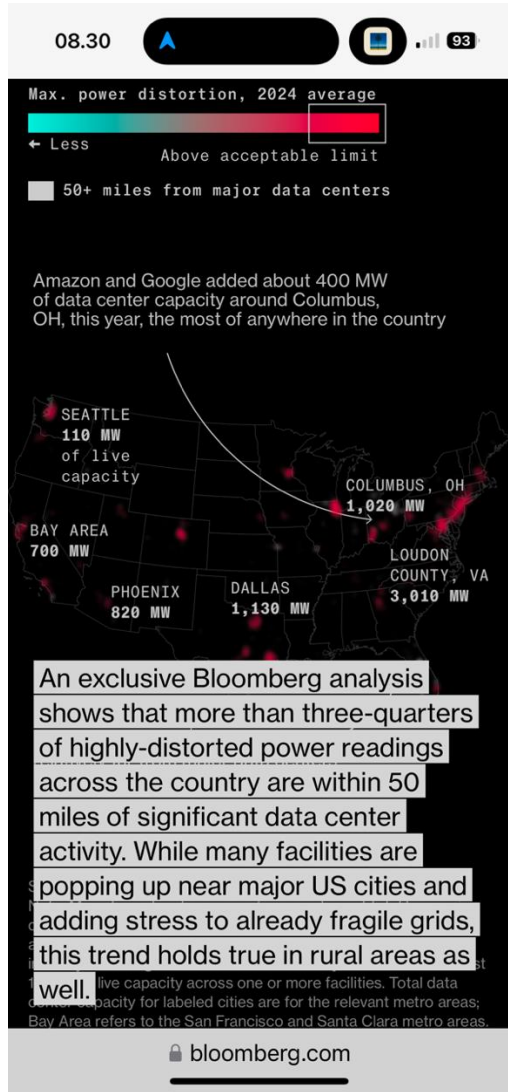 08.30
93
Max. power distortion, 2024 average
← Less
Above acceptable limit
50+ miles from major data centers
Amazon and Google added about 400 MW
of data center capacity around Columbus,
OH, this year, the most of anywhere in the country
SEATTLE
110 MW
of live
capacity
COLUMBUS, OH
1,020 MW
BAY AREA
700 MW
LOUDON
COUNTY, VA
3,010 MW
PHOENIX
820 MW
DALLAS
1,130 MW
An exclusive Bloomberg analysis
shows that more than three-quarters
of highly-distorted power readings
across the country are within 50
miles of significant data center
activity. While many facilities are
popping up near major US cities and
adding stress to already fragile grids,
this trend holds true in rural areas as
well.
live capacity across one or more facilities. Total data
capacity for labeled cities are for the relevant metro areas;
Bay Area refers to the San Francisco and Santa Clara metro areas.
bloomberg.com